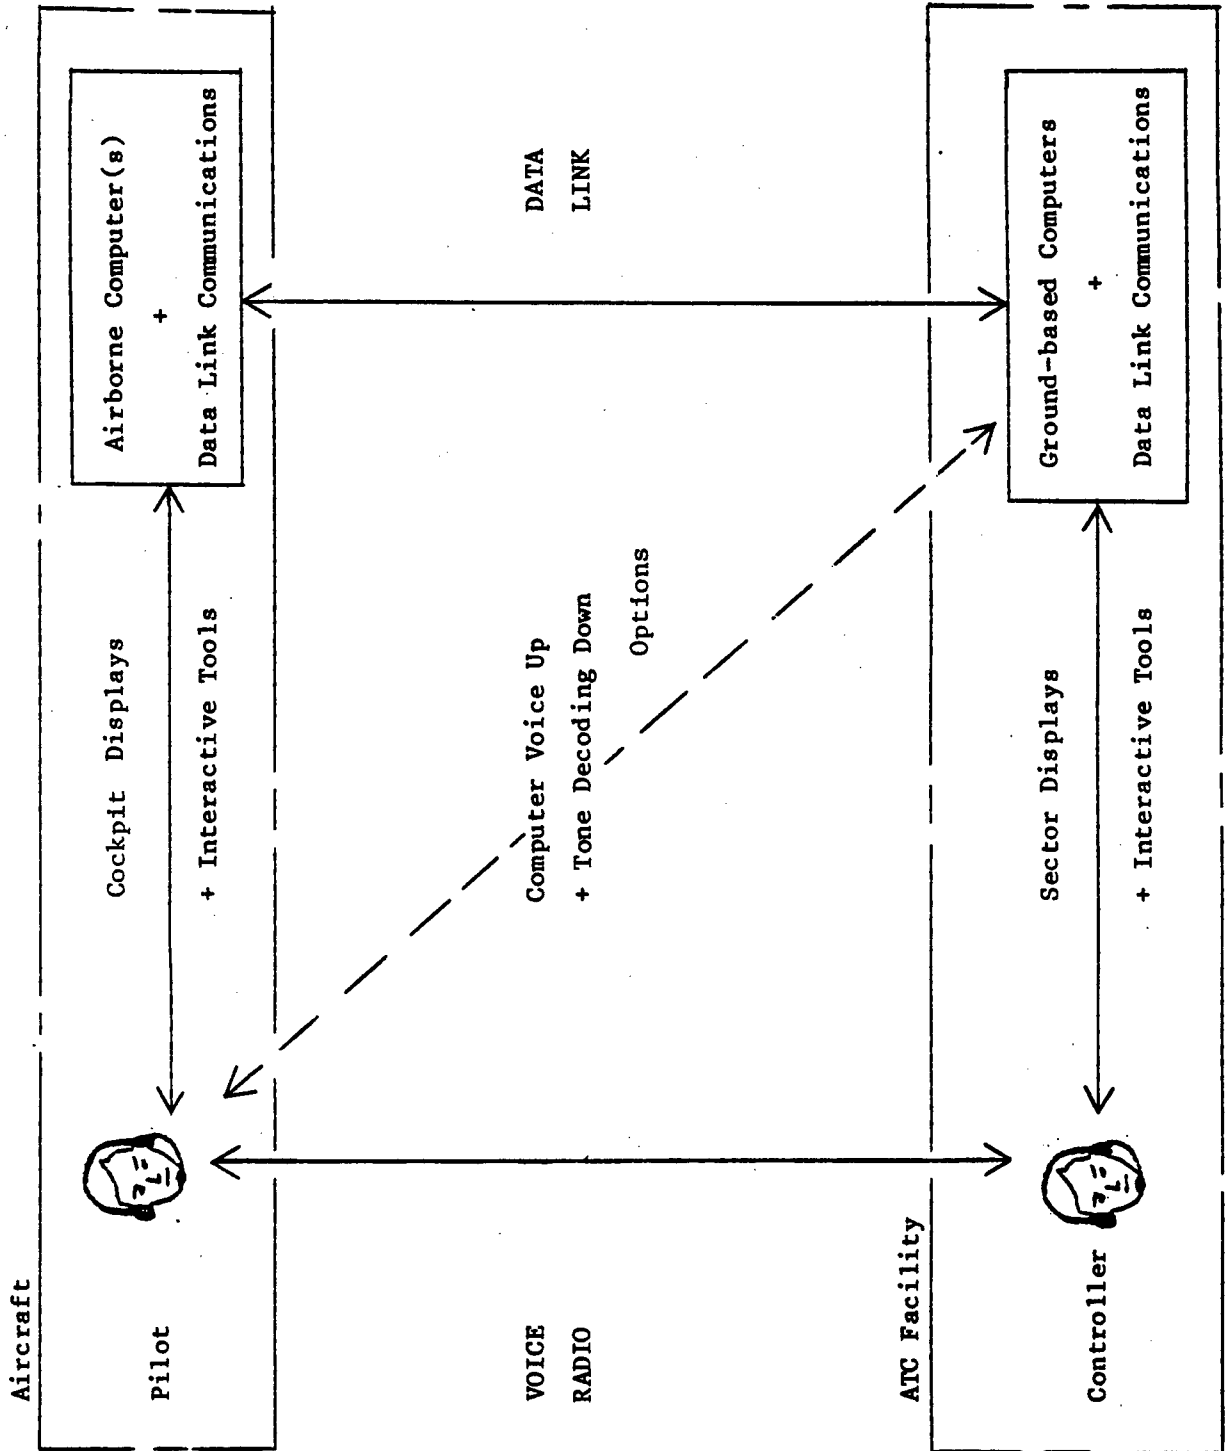 Aircraft
Pilot
Cockpit Displays
+ Interactive Tools
Airborne Computer(s)
+
Data Link Communications
VOICE
RADIO
Computer Voice Up
+ Tone Decoding Down
Options
DATA
LINK
ATC Facility
Controller
Sector Displays
+ Interactive Tools
Ground-based Computers
+
Data Link Communications